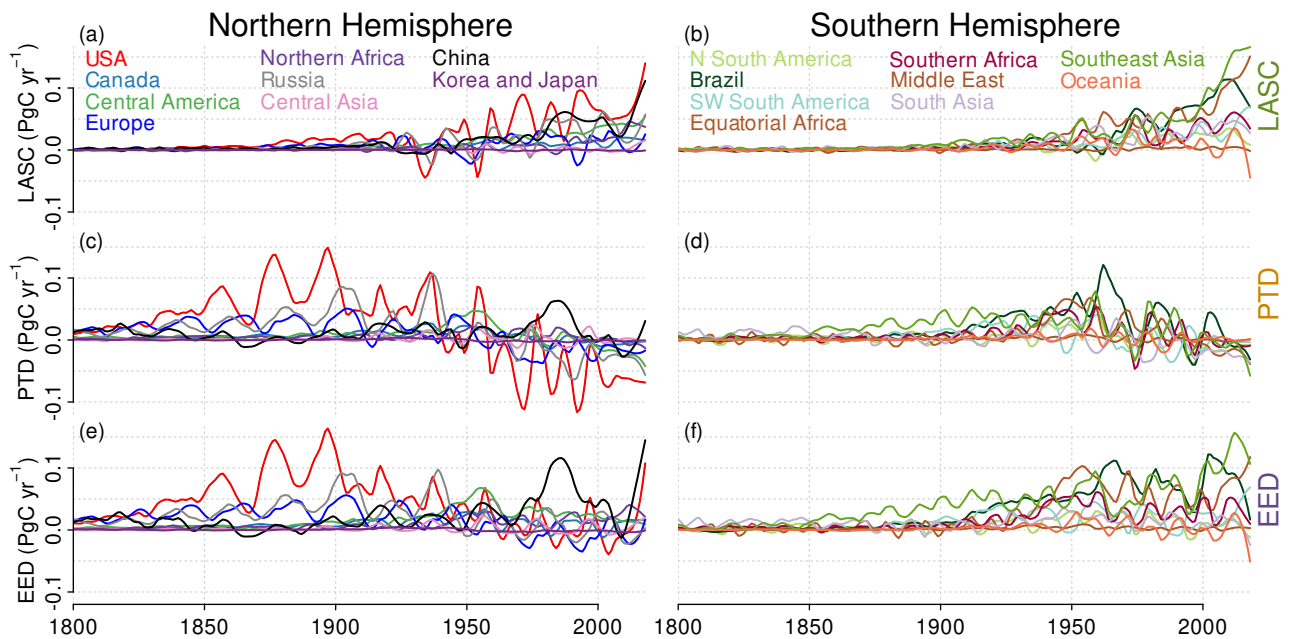 Northern Hemisphere
Southern Hemisphere
(a)
USA
Canada
Central America
Europe
Northern Africa
Russia
Central Asia
China
Korea and Japan
LASC (PgC yr−1)
0.1
0.0
-0.1
(b)
N South America
Brazil
SW South America
Equatorial Africa
Southern Africa
Middle East
South Asia
Southeast Asia
Oceania
LASC
(c)
PTD (PgC yr−1)
0.1
0.0
-0.1
(d)
PTD
(e)
EED (PgC yr−1)
0.1
0.0
-0.1
(f)
EED
1800 1850 1900 1950 2000
1800 1850 1900 1950 2000